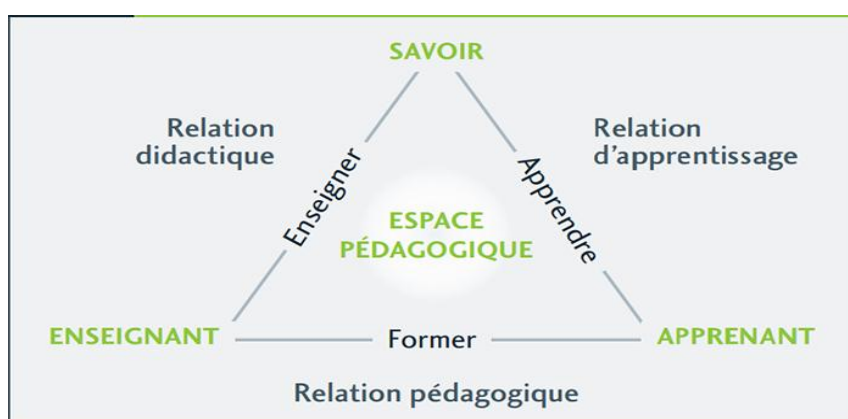 SAVOIR
Relation
didactique
Relation
d'apprentissage
Enseigner
Apprendre
ESPACE
PÉDAGOGIQUE
ENSEIGNANT
Former
APPRENANT
Relation pédagogique